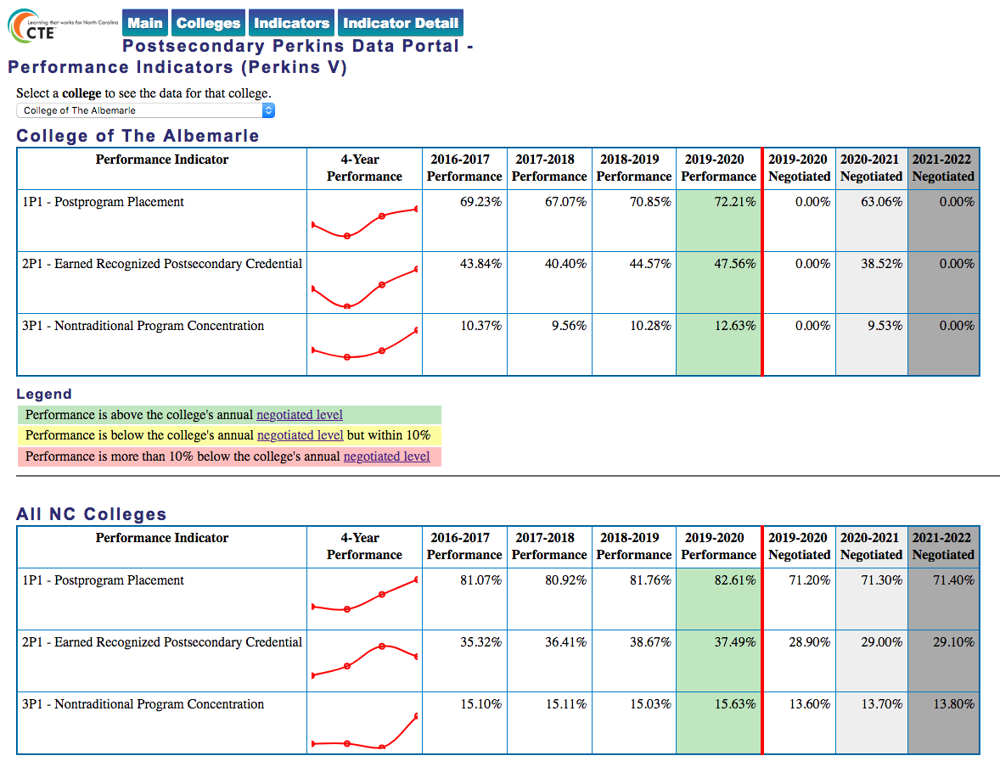 Learning that works for North Carolina
CTE
Main Colleges Indicators Indicator Detail
Postsecondary Perkins Data Portal -
Performance Indicators (Perkins V)
Select a college to see the data for that college.
College of The Albemarle
College of The Albemarle
Performance Indicator 4-Year Performance 2016-2017 Performance 2017-2018 Performance 2018-2019 Performance 2019-2020 Performance 2019-2020 Negotiated 2020-2021 Negotiated 2021-2022 Negotiated
1P1 - Postprogram Placement 69.23% 67.07% 70.85% 72.21% 0.00% 63.06% 0.00%
2P1 - Earned Recognized Postsecondary Credential 43.84% 40.40% 44.57% 47.56% 0.00% 38.52% 0.00%
3P1 - Nontraditional Program Concentration 10.37% 9.56% 10.28% 12.63% 0.00% 9.53% 0.00%
Legend
Performance is above the college's annual negotiated level
Performance is below the college's annual negotiated level but within 10%
Performance is more than 10% below the college's annual negotiated level
All NC Colleges
Performance Indicator 4-Year Performance 2016-2017 Performance 2017-2018 Performance 2018-2019 Performance 2019-2020 Performance 2019-2020 Negotiated 2020-2021 Negotiated 2021-2022 Negotiated
1P1 - Postprogram Placement 81.07% 80.92% 81.76% 82.61% 71.20% 71.30% 71.40%
2P1 - Earned Recognized Postsecondary Credential 35.32% 36.41% 38.67% 37.49% 28.90% 29.00% 29.10%
3P1 - Nontraditional Program Concentration 15.10% 15.11% 15.03% 15.63% 13.60% 13.70% 13.80%